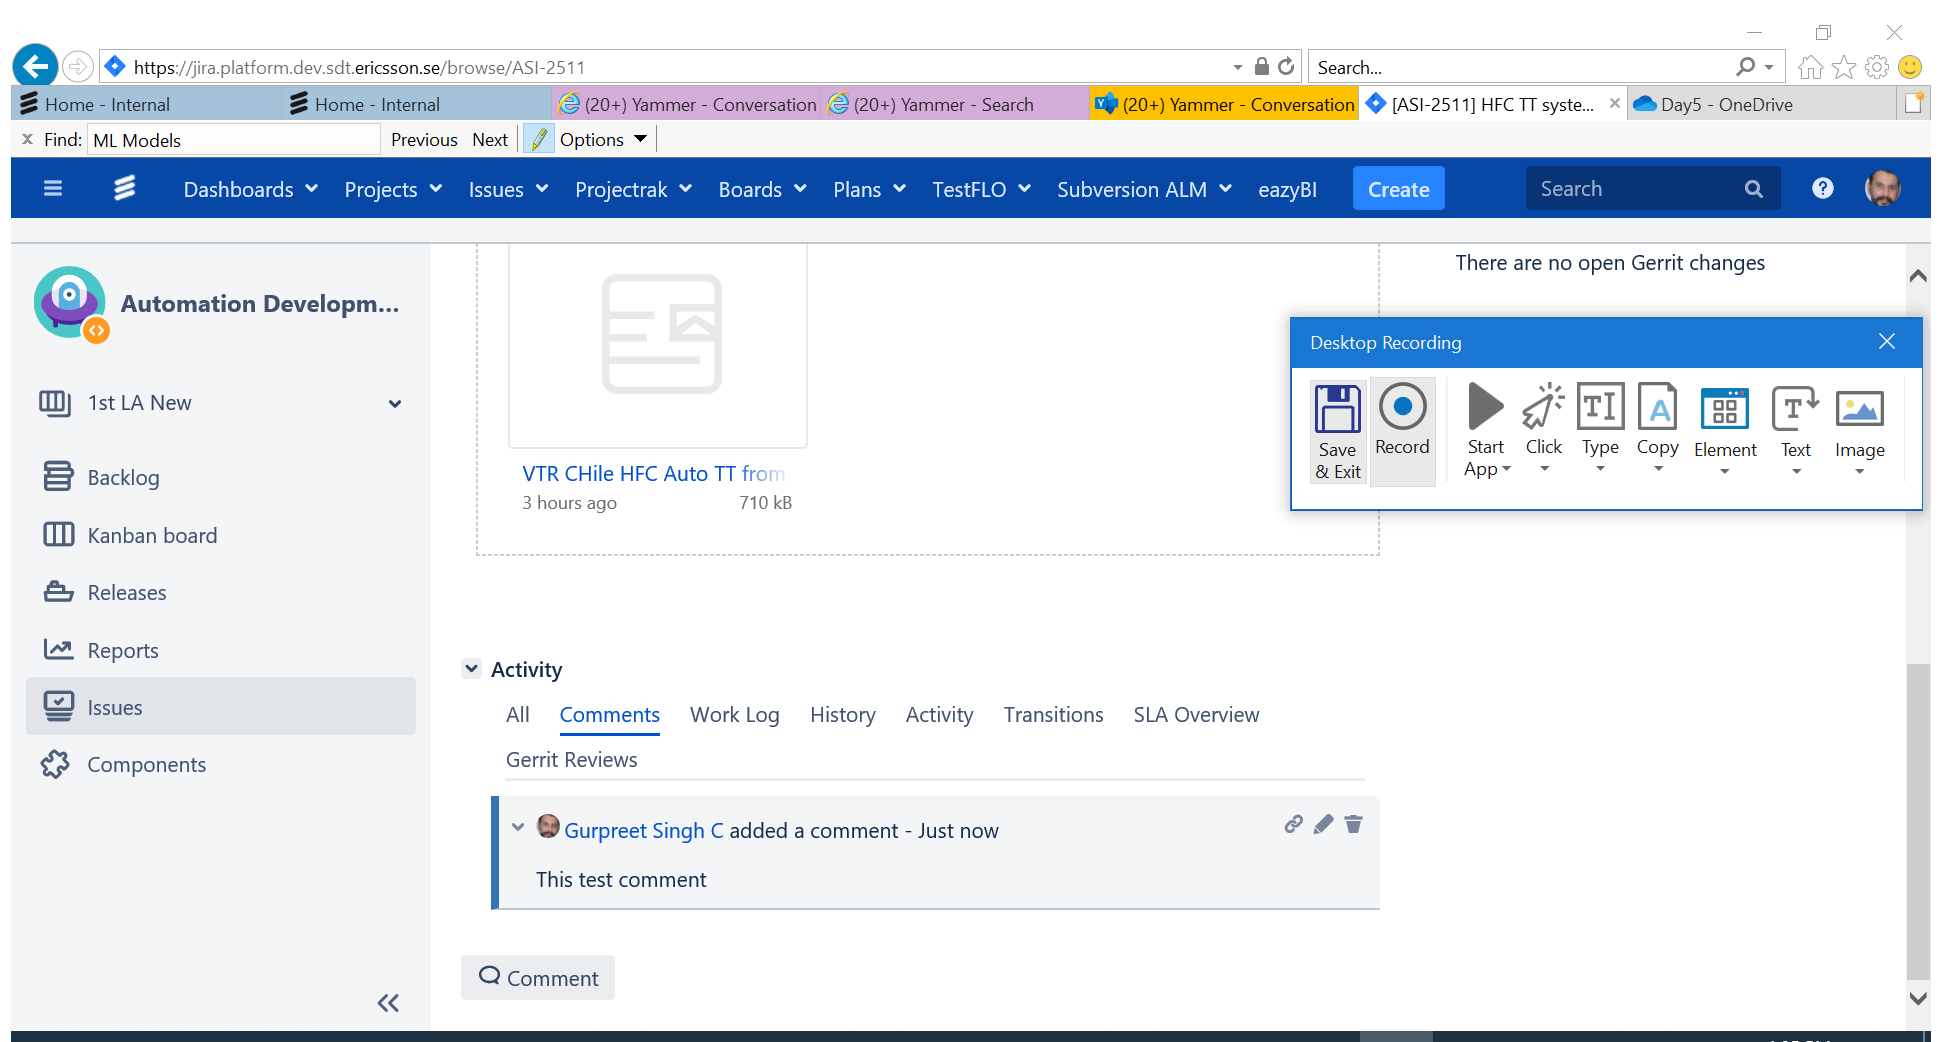 https://jira.platform.dev.sdt.ericsson.se/browse/ASI-2511
Search...
Home - Internal
Home - Internal
(20+) Yammer - Conversation
(20+) Yammer - Search
(20+) Yammer - Conversation
[ASI-2511] HFC TT syste...
Day5 - OneDrive
x Find: ML Models Previous Next Options
Dashboards Projects Issues Projectrak Boards Plans TestFLO Subversion ALM eazyBI Create Search
There are no open Gerrit changes
Automation Developm...
Desktop Recording
1st LA New
Save & Exit
Record
Start App
Click
Type
Copy
Element
Text
Image
VTR CHile HFC Auto TT from
3 hours ago 710 kB
Backlog
Kanban board
Releases
Reports
Issues
Components
Activity
All Comments Work Log History Activity Transitions SLA Overview
Gerrit Reviews
Gurpreet Singh C added a comment - Just now
This test comment
Comment